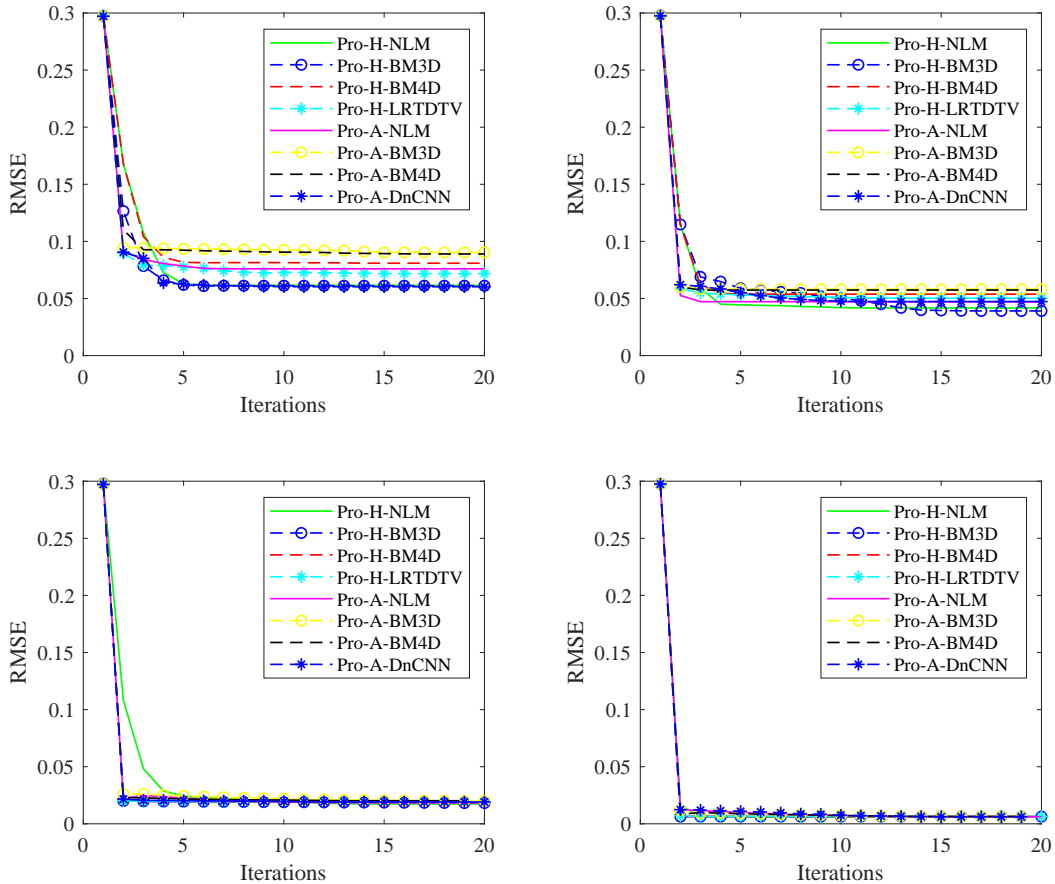 0.3
0.25
0.2
0.15
0.1
0.05
0
RMSE
0
5
10
15
20
Iterations
Pro-H-NLM
Pro-H-BM3D
Pro-H-BM4D
Pro-H-LRTDTV
Pro-A-NLM
Pro-A-BM3D
Pro-A-BM4D
Pro-A-DnCNN
0.3
0.25
0.2
0.15
0.1
0.05
0
RMSE
0
5
10
15
20
Iterations
Pro-H-NLM
Pro-H-BM3D
Pro-H-BM4D
Pro-H-LRTDTV
Pro-A-NLM
Pro-A-BM3D
Pro-A-BM4D
Pro-A-DnCNN
0.3
0.25
0.2
0.15
0.1
0.05
0
RMSE
0
5
10
15
20
Iterations
Pro-H-NLM
Pro-H-BM3D
Pro-H-BM4D
Pro-H-LRTDTV
Pro-A-NLM
Pro-A-BM3D
Pro-A-BM4D
Pro-A-DnCNN
0.3
0.25
0.2
0.15
0.1
0.05
0
RMSE
0
5
10
15
20
Iterations
Pro-H-NLM
Pro-H-BM3D
Pro-H-BM4D
Pro-H-LRTDTV
Pro-A-NLM
Pro-A-BM3D
Pro-A-BM4D
Pro-A-DnCNN